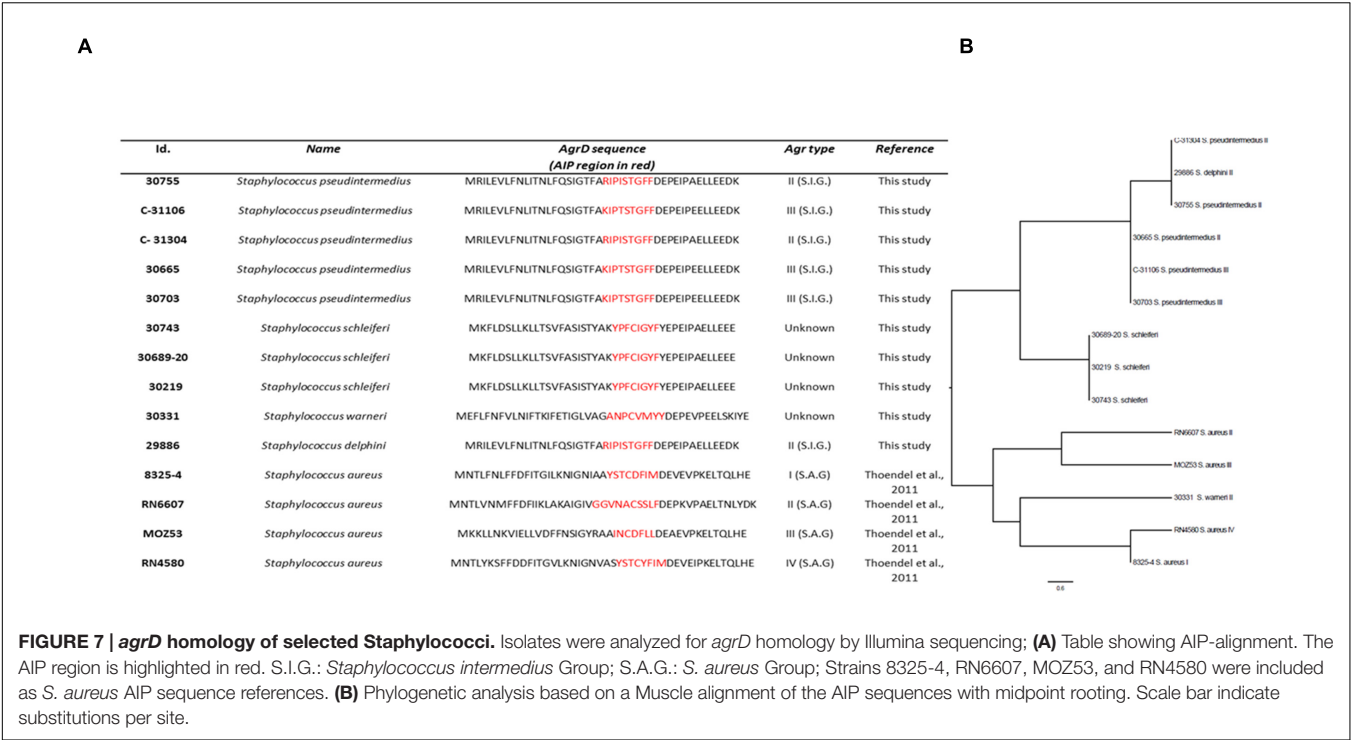 A
B
Id. Name AgrD sequence Agr type Reference
(AIP region in red)
30755 Staphylococcus pseudintermedius MRILEVLFNLITNLFQSIGTFARIPISTGFFDEPEIPAELLEEDK II (S.I.G.) This study
C-31106 Staphylococcus pseudintermedius MRILEVLFNLITNLFQSIGTFAKIPTSTGFFDEPEIPEELLEEDK III (S.I.G.) This study
C- 31304 Staphylococcus pseudintermedius MRILEVLFNLITNLFQSIGTFARIPISTGFFDEPEIPAELLEEDK II (S.I.G.) This study
30665 Staphylococcus pseudintermedius MRILEVLFNLITNLFQSIGTFAKIPTSTGFFDEPEIPEELLEEDK III (S.I.G.) This study
30703 Staphylococcus pseudintermedius MRILEVLFNLITNLFQSIGTFAKIPTSTGFFDEPEIPEELLEEDK III (S.I.G.) This study
30743 Staphylococcus schleiferi MKFLDSLLKLLTSVFASISTYAKYPFCIGYFYEPEIPAELLEEE Unknown This study
30689-20 Staphylococcus schleiferi MKFLDSLLKLLTSVFASISTYAKYPFCIGYFYEPEIPAELLEEE Unknown This study
30219 Staphylococcus schleiferi MKFLDSLLKLLTSVFASISTYAKYPFCIGYFYEPEIPAELLEEE Unknown This study
30331 Staphylococcus warneri MEFLFNFVLNIFTKIFETIGLVAGANPCVMYYDEPEVPEELSKIYE Unknown This study
29886 Staphylococcus delphini MRILEVLFNLITNLFQSIGTFARIPISTGFFDEPEIPAELLEEDK II (S.I.G.) This study
8325-4 Staphylococcus aureus MNTLFNLFFDFITGILKNIGNIAAYSTCDFIMDEVEVPKELTQLHE I (S.A.G) Thoendel et al.,
2011
RN6607 Staphylococcus aureus MNTLVNMFFDFIIKLAKAIGIVGGVNACSSLFDEPKVPAELTNLYDK II (S.A.G) Thoendel et al.,
2011
MOZ53 Staphylococcus aureus MKKLLNKVIELLVDFFNSIGYRAAINCDFLLDEAEVPKELTQLHE III (S.A.G) Thoendel et al.,
2011
RN4580 Staphylococcus aureus MNTLYKSFFDDFITGVLKNIGNVASYSTCYFIMDEVEIPKELTQLHE IV (S.A.G) Thoendel et al.,
2011
C-31304 S. pseudintermedius II
29886 S. delphini II
30755 S. pseudintermedius II
30665 S. pseudintermedius II
C-31106 S. pseudintermedius III
30703 S. pseudintermedius III
30689-20 S. schleiferi
30219 S. schleiferi
30743 S. schleiferi
RN6607 S. aureus II
MOZ53 S. aureus III
30331 S. warneri II
RN4580 S. aureus IV
8325-4 S. aureus I
0.6
FIGURE 7 | agrD homology of selected Staphylococci. Isolates were analyzed for agrD homology by Illumina sequencing; (A) Table showing AIP-alignment. The
AIP region is highlighted in red. S.I.G.: Staphylococcus intermedius Group; S.A.G.: S. aureus Group; Strains 8325-4, RN6607, MOZ53, and RN4580 were included
as S. aureus AIP sequence references. (B) Phylogenetic analysis based on a Muscle alignment of the AIP sequences with midpoint rooting. Scale bar indicate
substitutions per site.